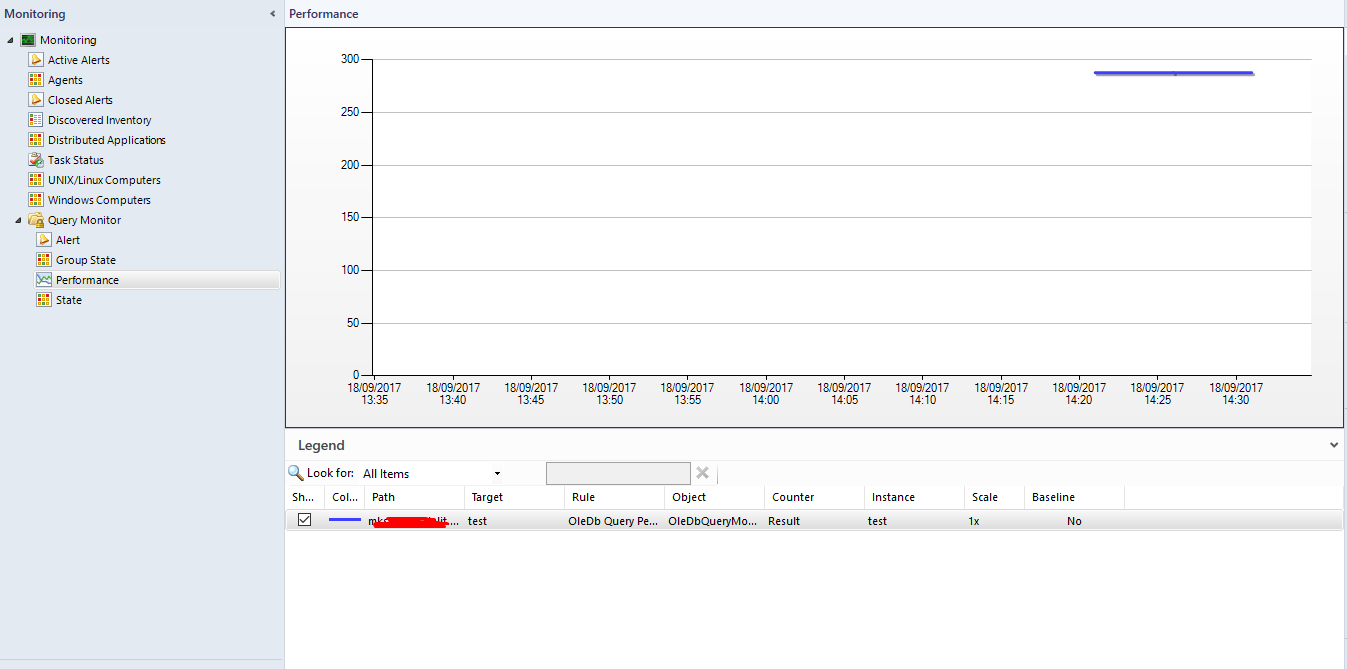 Monitoring
Monitoring
Active Alerts
Agents
Closed Alerts
Discovered Inventory
Distributed Applications
Task Status
UNIX/Linux Computers
Windows Computers
Query Monitor
Alert
Group State
Performance
State
Performance
300
250
200
150
100
50
0
18/09/2017 18/09/2017 18/09/2017 18/09/2017 18/09/2017 18/09/2017 18/09/2017 18/09/2017 18/09/2017 18/09/2017 18/09/2017 18/09/2017
13:35 13:40 13:45 13:50 13:55 14:00 14:05 14:10 14:15 14:20 14:25 14:30
Legend
Look for: All Items
Sh... Col... Path Target Rule Object Counter Instance Scale Baseline
test OleDb Query Pe... OleDbQueryMo... Result test 1x No